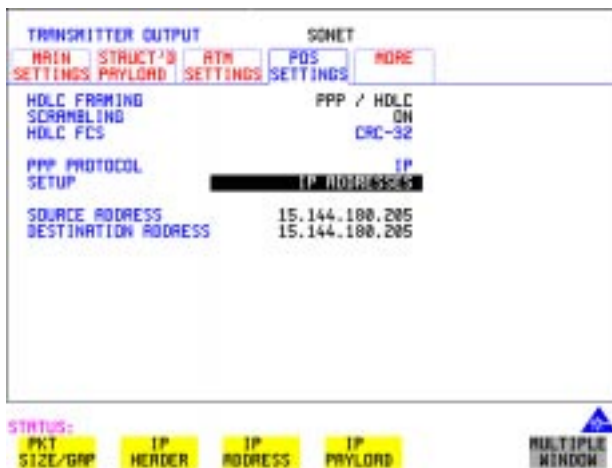 TRANSMITTER OUTPUT SONET
MAIN SETTINGS
STRUCT'D PAYLOAD
ATM SETTINGS
POS SETTINGS
MORE
HDLC FRAMING PPP / HDLC
SCRAMBLING ON
HDLC FCS CRC-32
PPP PROTOCOL IP
SETUP IP ADDRESSES
SOURCE ADDRESS 15.144.180.205
DESTINATION ADDRESS 15.144.180.205
STATUS:
PKT SIZE/GAP
IP HEADER
IP ADDRESS
IP PAYLOAD
MULTIPLE WINDOW